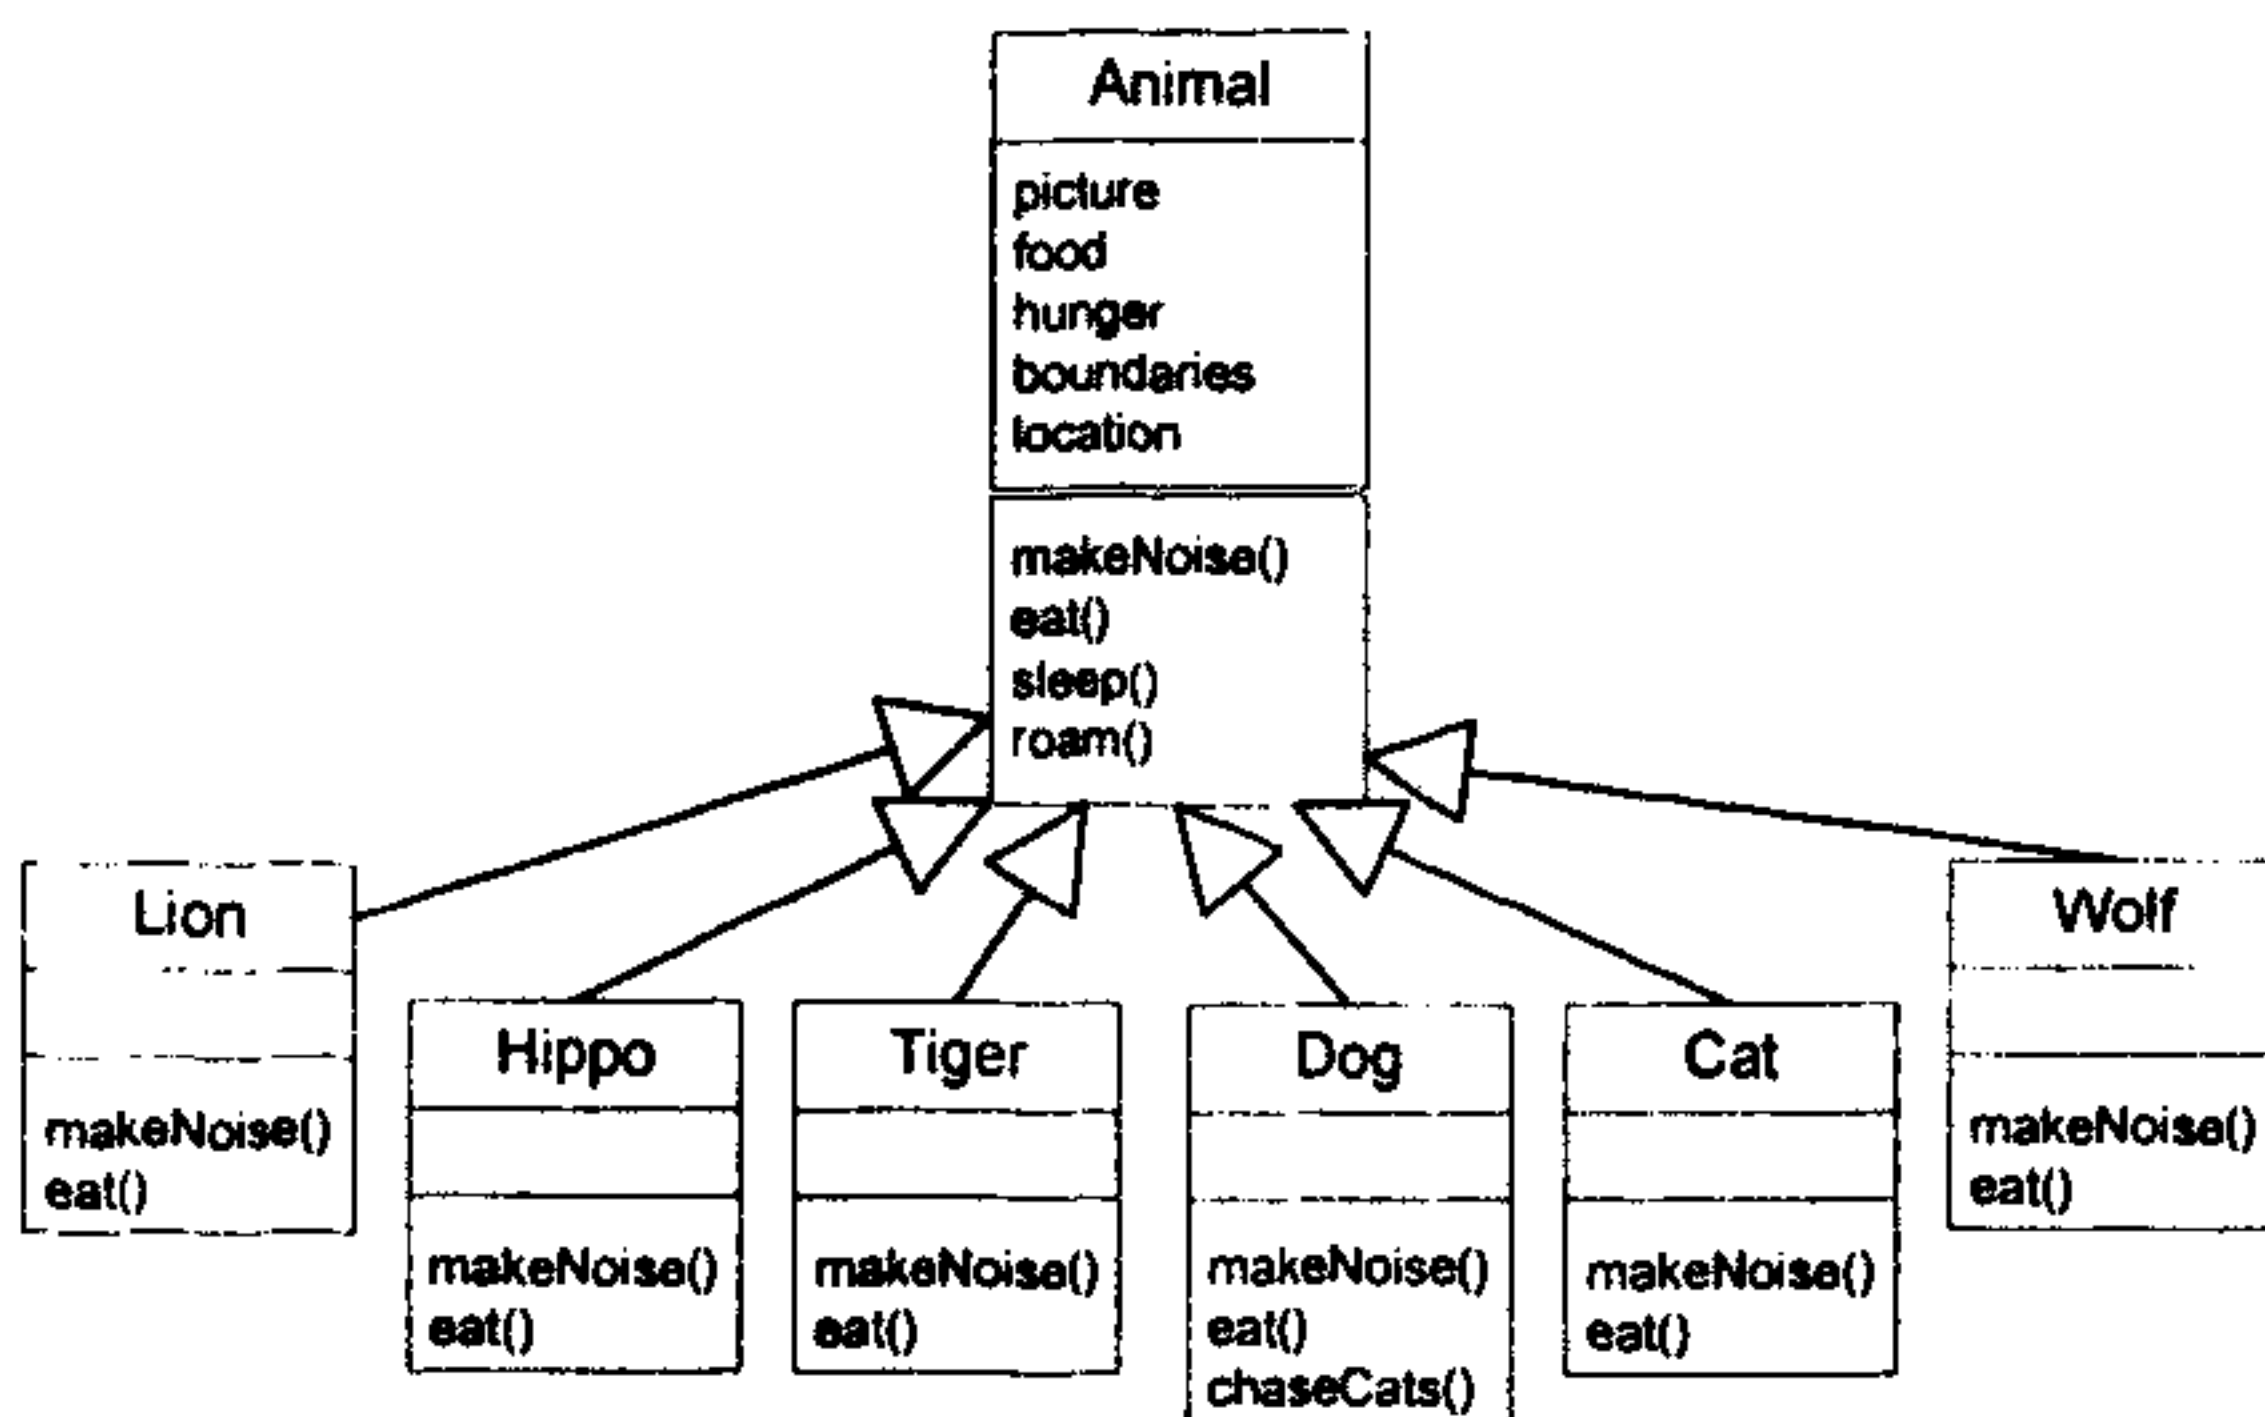 Animal
picture
food
hunger
boundaries
location
makeNoise()
eat()
sleep()
roam()
Lion
makeNoise()
eat()
Hippo
makeNoise()
eat()
Tiger
makeNoise()
eat()
Dog
makeNoise()
eat()
chaseCats()
Cat
makeNoise()
eat()
Wolf
makeNoise()
eat()